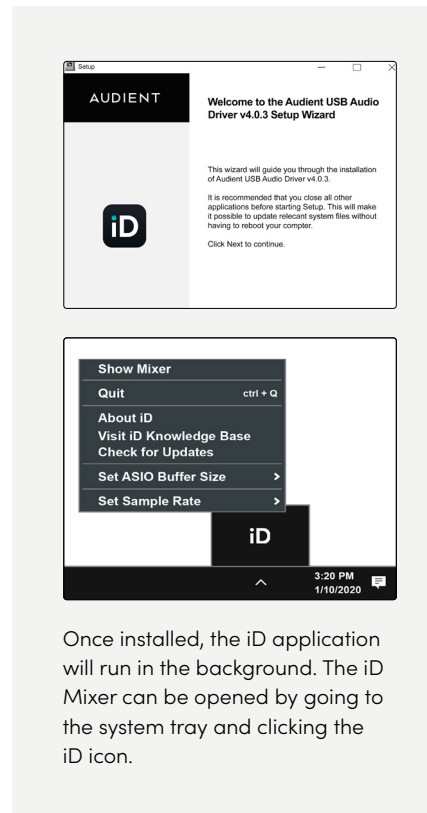 Setup
AUDIENT
Welcome to the Audient USB Audio
Driver v4.0.3 Setup Wizard
This wizard will guide you through the installation
of Audient USB Audio Driver v4.0.3.
It is recommended that you close all other
applications before starting Setup. This will make
it possible to update relecant system files without
having to reboot your compter.
Click Next to continue.
iD
Show Mixer
Quit ctrl + Q
About iD
Visit iD Knowledge Base
Check for Updates
Set ASIO Buffer Size >
Set Sample Rate >
iD
3:20 PM
1/10/2020
Once installed, the iD application
will run in the background. The iD
Mixer can be opened by going to
the system tray and clicking the
iD icon.